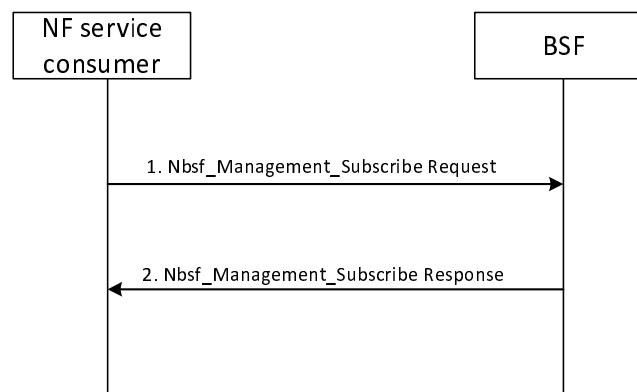 NF service
consumer
BSF
1. Nbsf_Management_Subscribe Request
2. Nbsf_Management_Subscribe Response